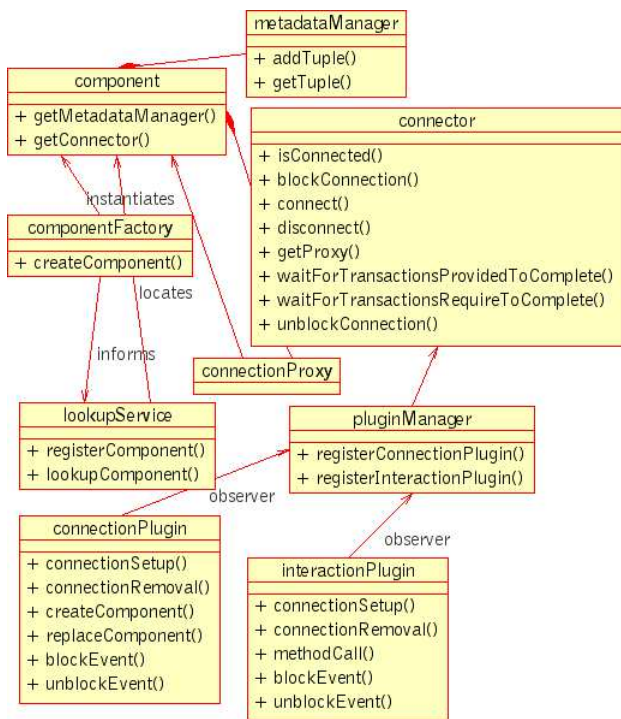 metadataManager
+ addTuple()
+ getTuple()
component
+ getMetadataManager()
+ getConnector()
connector
+ isConnected()
+ blockConnection()
+ connect()
+ disconnect()
+ getProxy()
+ waitForTransactionsProvidedToComplete()
+ waitForTransactionsRequireToComplete()
+ unblockConnection()
instantiates
componentFactory
+ createComponent()
locates
informs
connectionProxy
lookupService
+ registerComponent()
+ lookupComponent()
pluginManager
+ registerConnectionPlugin()
+ registerInteractionPlugin()
observer
connectionPlugin
+ connectionSetup()
+ connectionRemoval()
+ createComponent()
+ replaceComponent()
+ blockEvent()
+ unblockEvent()
observer
interactionPlugin
+ connectionSetup()
+ connectionRemoval()
+ methodCall()
+ blockEvent()
+ unblockEvent()